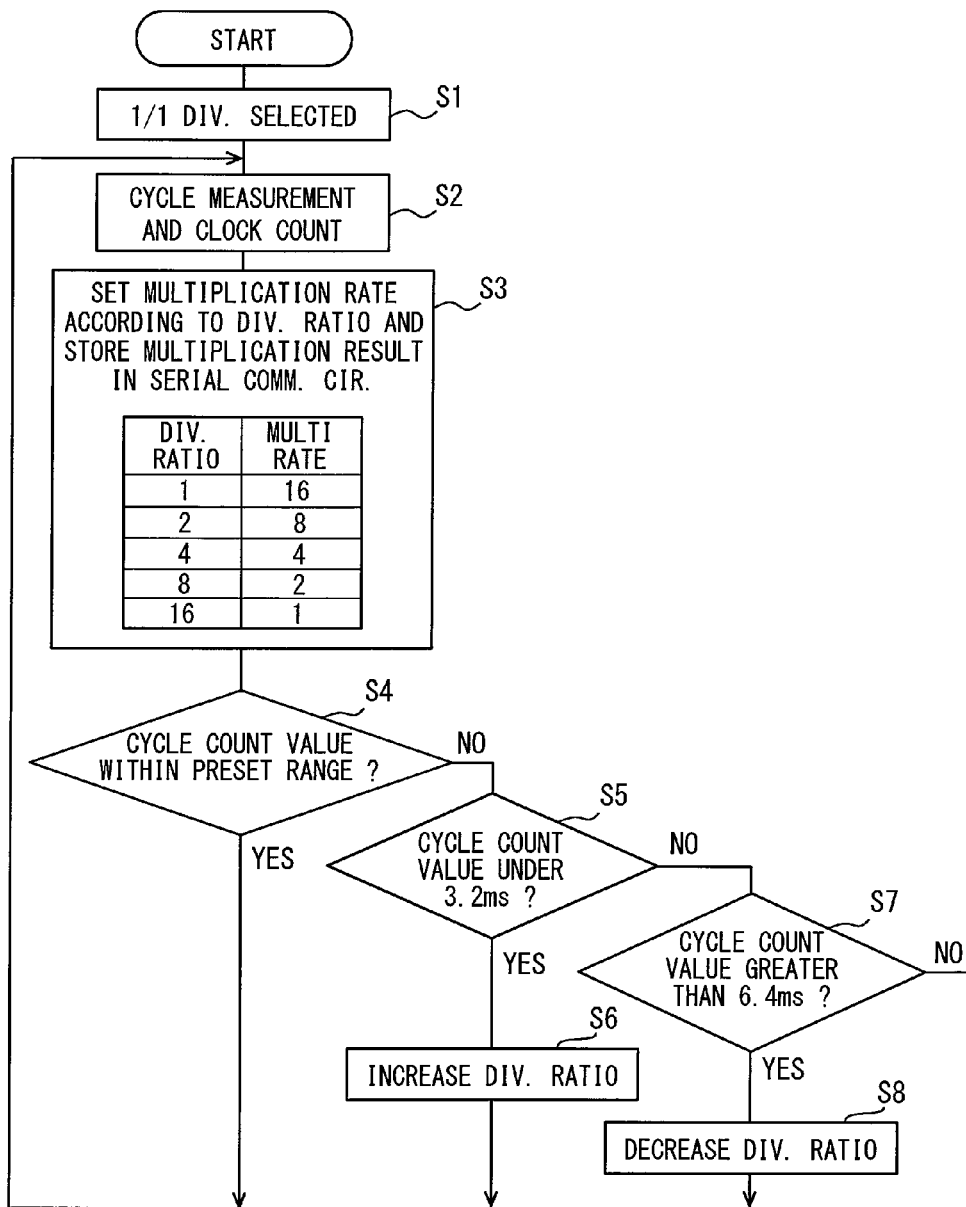 START
1/1 DIV. SELECTED
S1
CYCLE MEASUREMENT
AND CLOCK COUNT
S2
SET MULTIPLICATION RATE
ACCORDING TO DIV. RATIO AND
STORE MULTIPLICATION RESULT
IN SERIAL COMM. CIR.
S3
DIV.
RATIO
MULTI
RATE
1 16
2 8
4 4
8 2
16 1
S4
CYCLE COUNT VALUE
WITHIN PRESET RANGE ?
NO
YES
S5
CYCLE COUNT
VALUE UNDER
3.2ms ?
NO
YES
S7
CYCLE COUNT
VALUE GREATER
THAN 6.4ms ?
NO
YES
S6
INCREASE DIV. RATIO
S8
DECREASE DIV. RATIO